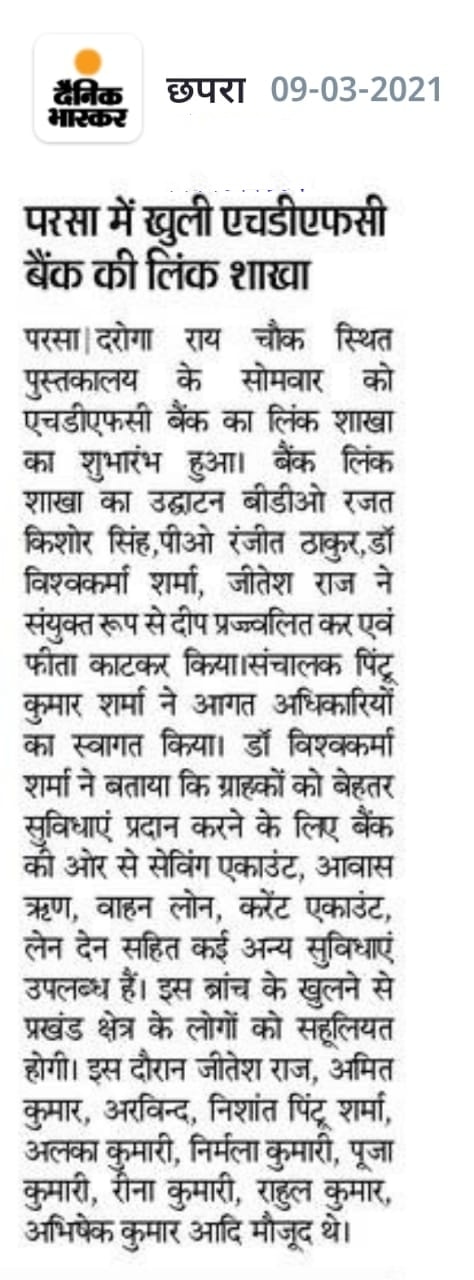 दैनिक
भास्कर
छपरा 09-03-2021
परसा में खुली एचडीएफसी
बैंक की लिंक शाखा
परसा|दरोगा राय चौक स्थित
पुस्तकालय के सोमवार को
एचडीएफसी बैंक का लिंक शाखा
का शुभारंभ हुआ। बैंक लिंक
शाखा का उद्घाटन बीडीओ रजत
किशोर सिंह,पीओ रंजीत ठाकुर,डॉ
विश्वकर्मा शर्मा, जीतेश राज ने
संयुक्त रूप से दीप प्रज्ज्वलित कर एवं
फीता काटकर किया।संचालक पिंटू
कुमार शर्मा ने आगत अधिकारियों
का स्वागत किया। डॉ विश्वकर्मा
शर्मा ने बताया कि ग्राहकों को बेहतर
सुविधाएं प्रदान करने के लिए बैंक
की ओर से सेविंग एकाउंट, आवास
ऋण, वाहन लोन, करेंट एकाउंट,
लेन देन सहित कई अन्य सुविधाएं
उपलब्ध हैं। इस ब्रांच के खुलने से
प्रखंड क्षेत्र के लोगों को सहूलियत
होगी। इस दौरान जीतेश राज, अमित
कुमार, अरविन्द, निशांत पिंटू शर्मा,
अलका कुमारी, निर्मला कुमारी, पूजा
कुमारी, रीना कुमारी, राहुल कुमार,
अभिषेक कुमार आदि मौजूद थे।